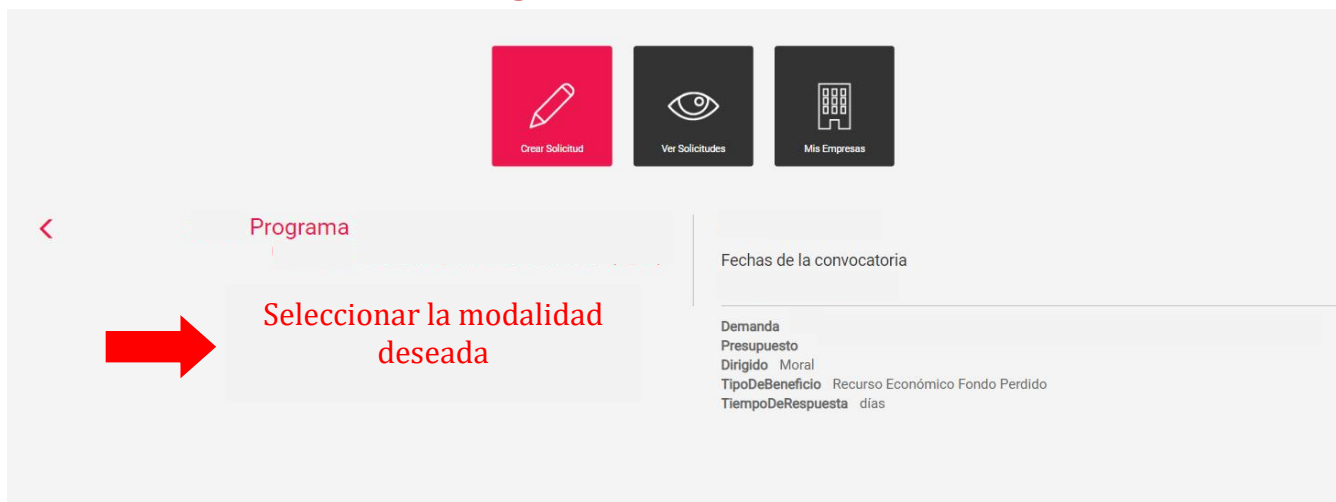 Crear Solicitud
Ver Solicitudes
Mis Empresas
Programa
Fechas de la convocatoria
Seleccionar la modalidad
deseada
Demanda
Presupuesto
Dirigido Moral
TipoDeBeneficio Recurso Económico Fondo Perdido
TiempoDeRespuesta días